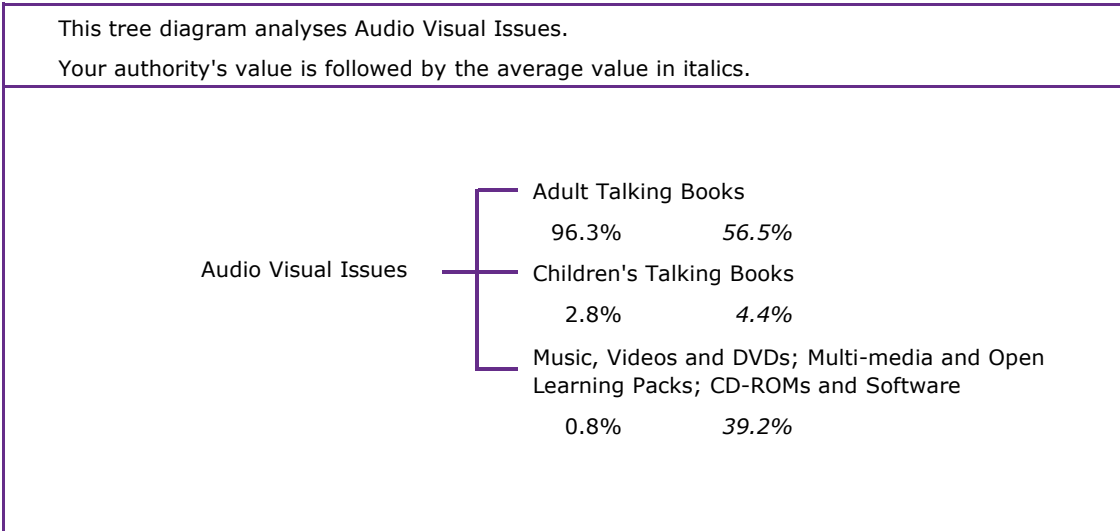 This tree diagram analyses Audio Visual Issues.
Your authority's value is followed by the average value in italics.
Adult Talking Books
96.3% 56.5%
Audio Visual Issues
Children's Talking Books
2.8% 4.4%
Music, Videos and DVDs; Multi-media and Open
Learning Packs; CD-ROMs and Software
0.8% 39.2%